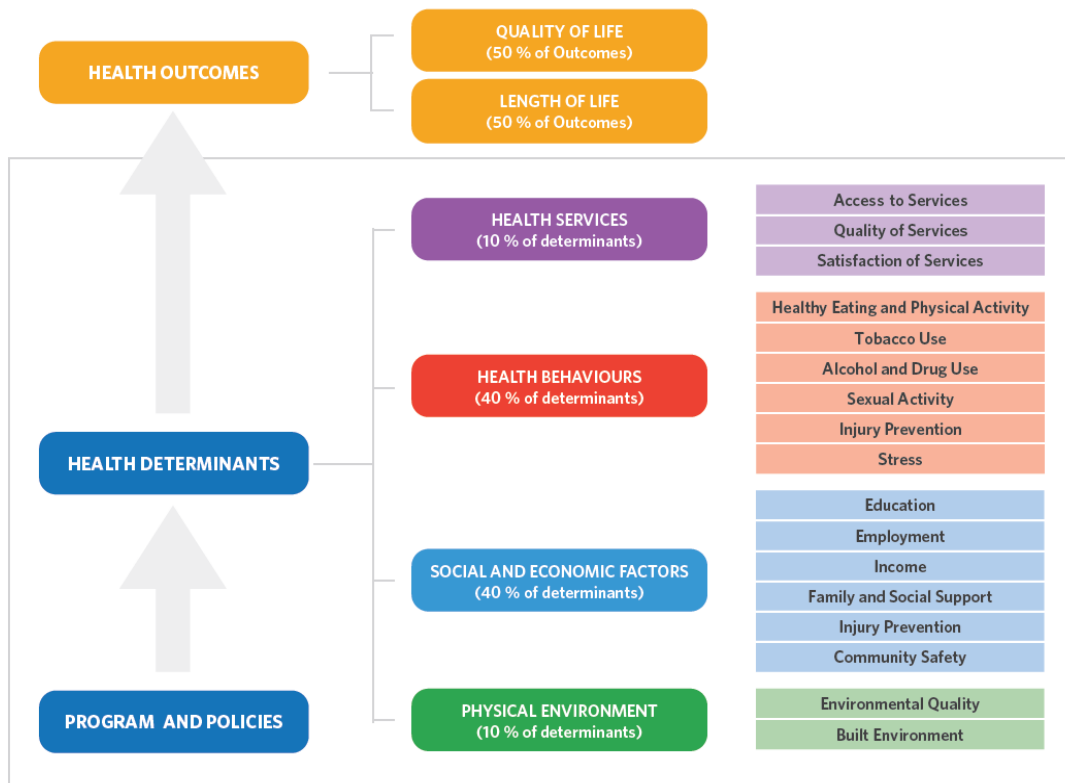 HEALTH OUTCOMES
QUALITY OF LIFE
(50 % of Outcomes)
LENGTH OF LIFE
(50 % of Outcomes)
HEALTH DETERMINANTS
PROGRAM AND POLICIES
HEALTH SERVICES
(10 % of determinants)
Access to Services
Quality of Services
Satisfaction of Services
HEALTH BEHAVIOURS
(40 % of determinants)
Healthy Eating and Physical Activity
Tobacco Use
Alcohol and Drug Use
Sexual Activity
Injury Prevention
Stress
SOCIAL AND ECONOMIC FACTORS
(40 % of determinants)
Education
Employment
Income
Family and Social Support
Injury Prevention
Community Safety
PHYSICAL ENVIRONMENT
(10 % of determinants)
Environmental Quality
Built Environment